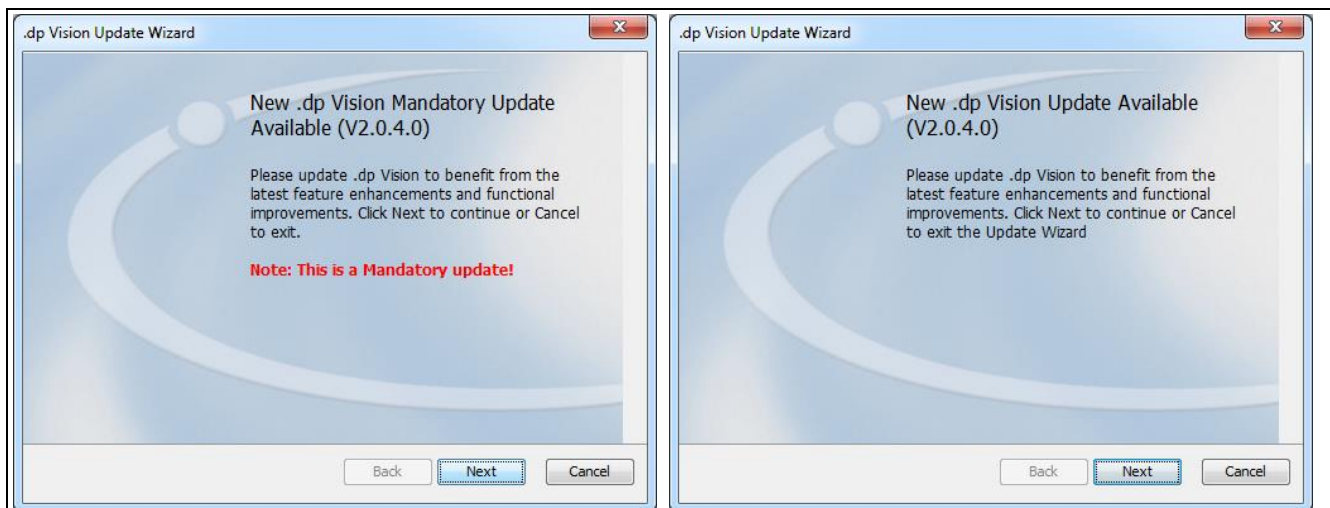 .dp Vision Update Wizard
New .dp Vision Mandatory Update
Available (V2.0.4.0)
Please update .dp Vision to benefit from the
latest feature enhancements and functional
improvements. Click Next to continue or Cancel
to exit.
Note: This is a Mandatory update!
Back
Next
Cancel
.dp Vision Update Wizard
New .dp Vision Update Available
(V2.0.4.0)
Please update .dp Vision to benefit from the
latest feature enhancements and functional
improvements. Click Next to continue or Cancel
to exit the Update Wizard
Back
Next
Cancel